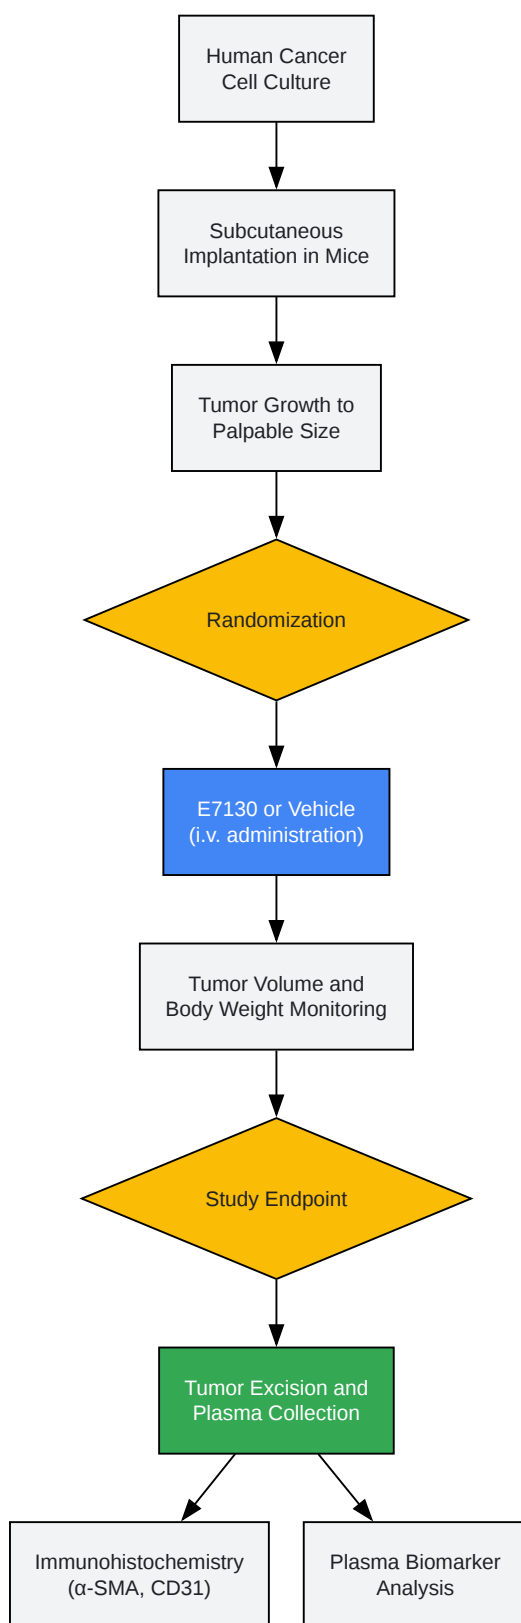 Human Cancer
Cell Culture
Subcutaneous
Implantation in Mice
Tumor Growth to
Palpable Size
Randomization
E7130 or Vehicle
(i.v. administration)
Tumor Volume and
Body Weight Monitoring
Study Endpoint
Tumor Excision and
Plasma Collection
Immunohistochemistry
(α-SMA, CD31)
Plasma Biomarker
Analysis